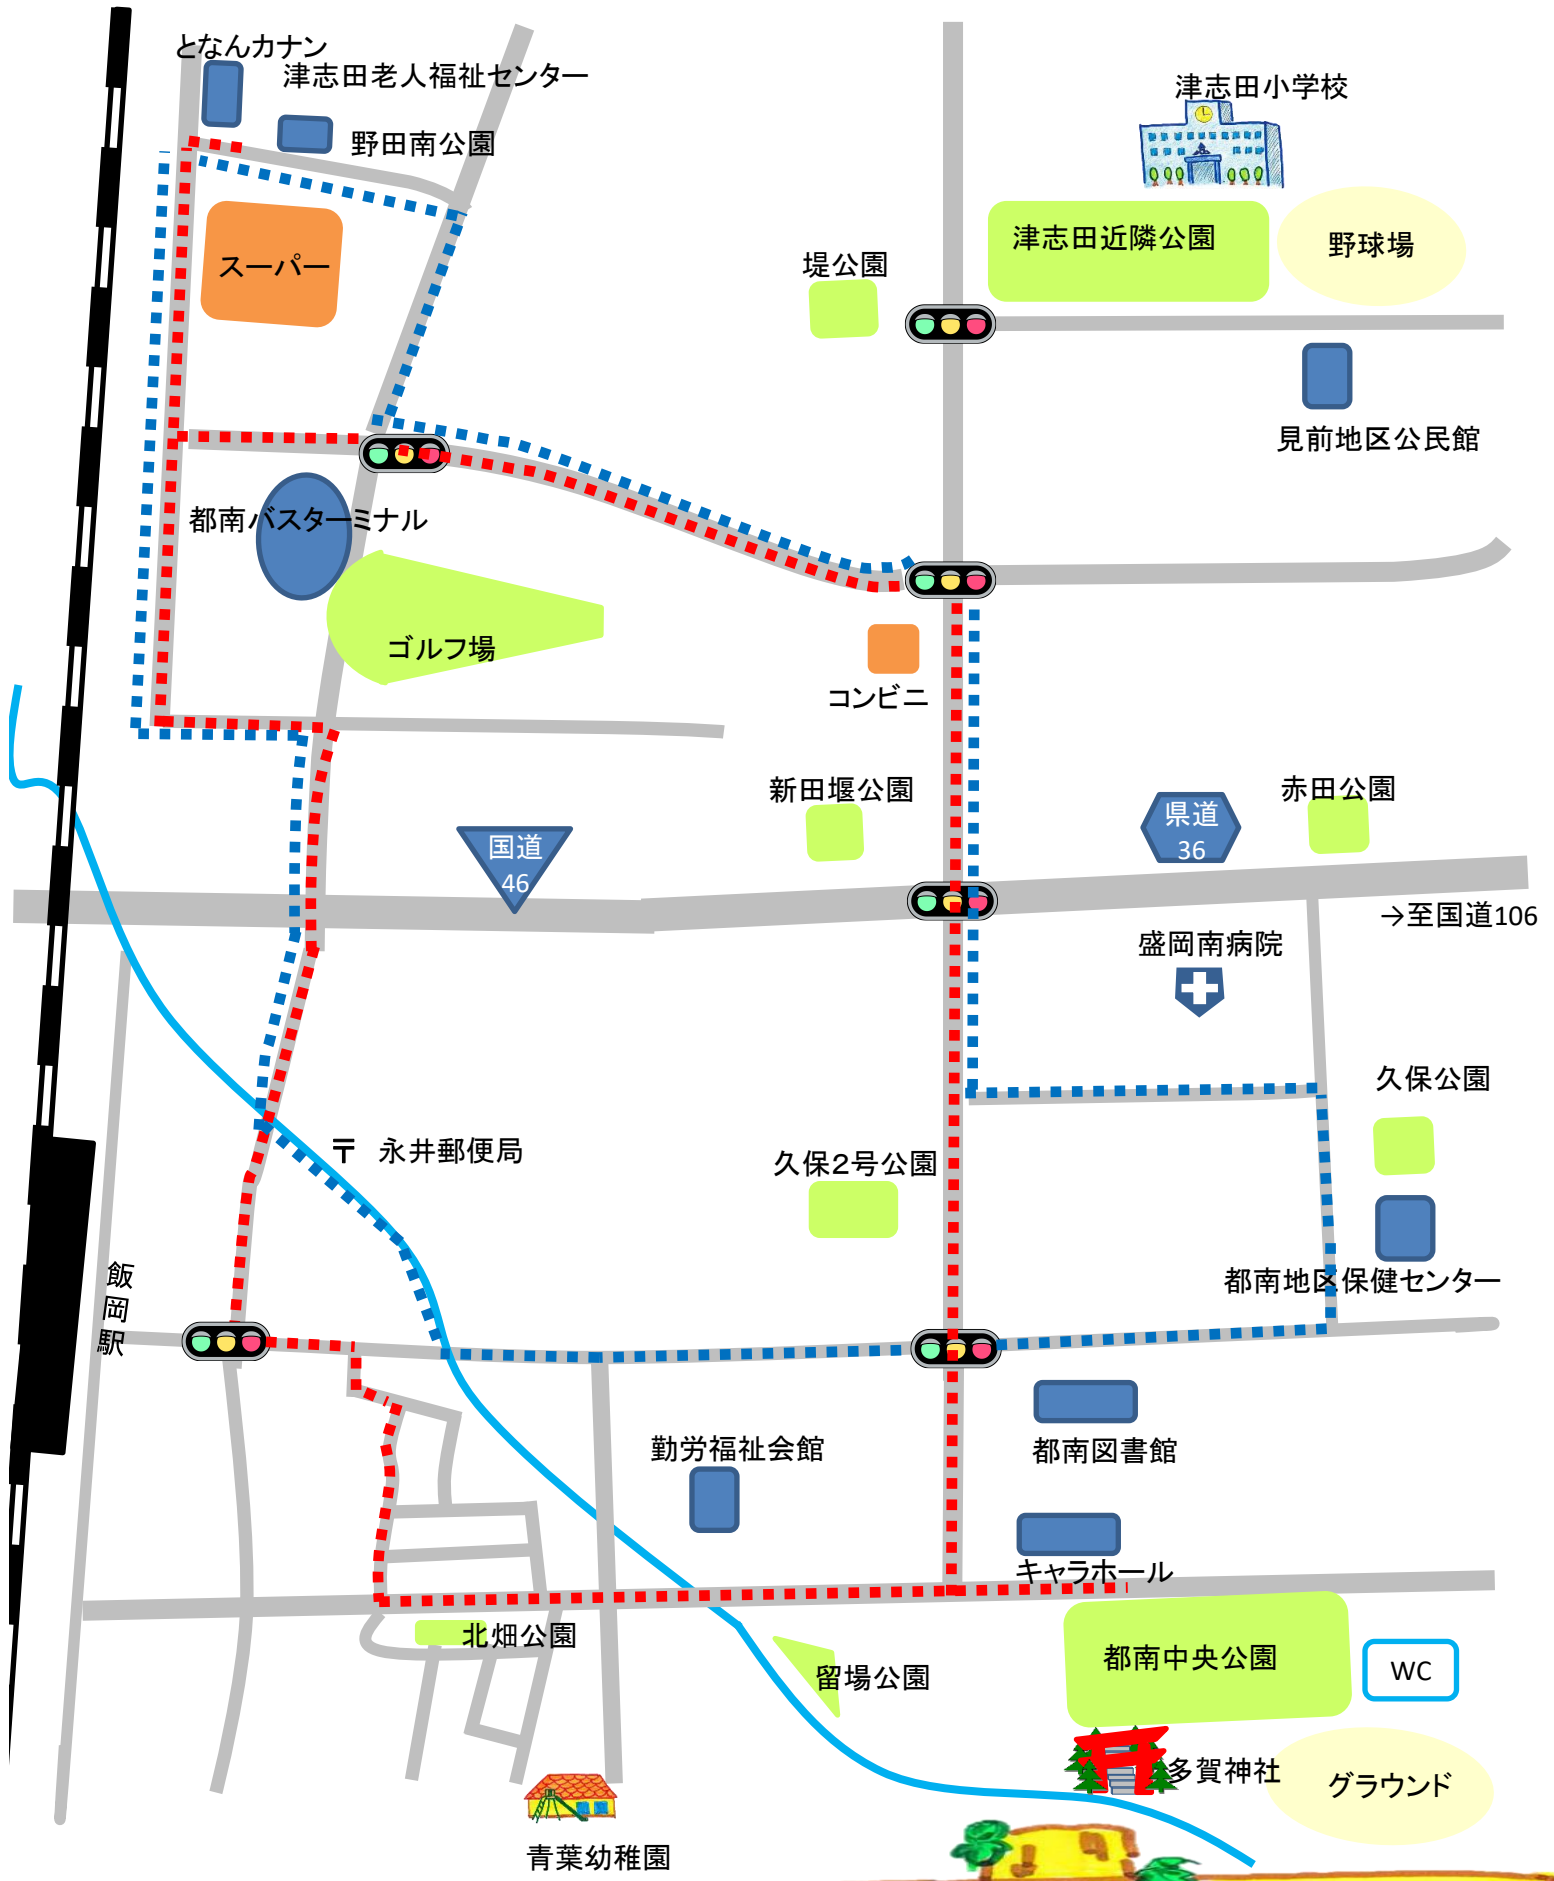 となんカナン
津志田老人福祉センター
津志田小学校
野田南公園
津志田近隣公園
野球場
スーパー
堤公園
見前地区公民館
都南バスターミナル
ゴルフ場
コンビニ
新田堰公園
赤田公園
国道
46
県道
36
→至国道106
盛岡南病院
久保公園
〒 永井郵便局
久保2号公園
飯岡駅
都南地区保健センター
勤労福祉会館
都南図書館
キャラホール
北畑公園
留場公園
都南中央公園
WC
多賀神社
グラウンド
青葉幼稚園